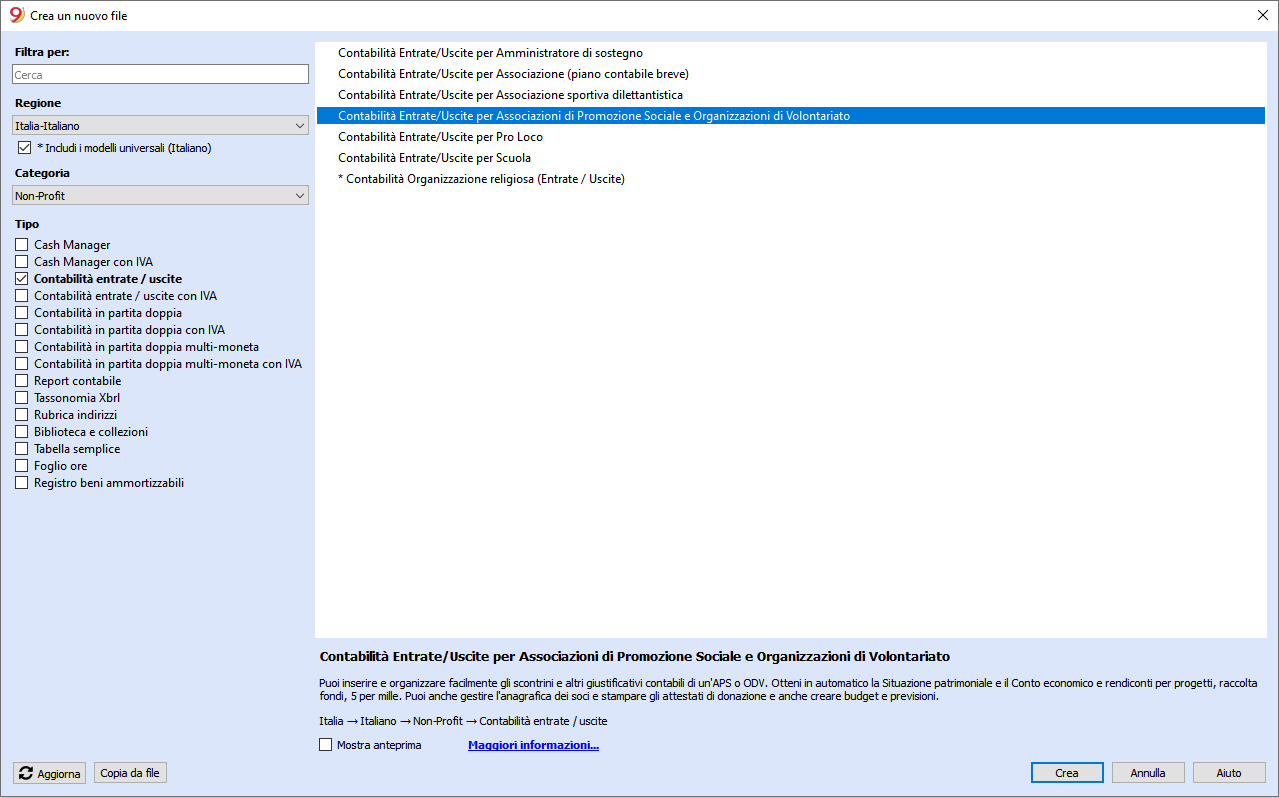 Crea un nuovo file
Filtra per:
Cerca
Regione
Italia-Italiano
* Includi i modelli universali (Italiano)
Categoria
Non-Profit
Tipo
Cash Manager
Cash Manager con IVA
Contabilità entrate / uscite
Contabilità entrate / uscite con IVA
Contabilità in partita doppia
Contabilità in partita doppia con IVA
Contabilità in partita doppia multi-moneta
Contabilità in partita doppia multi-moneta con IVA
Report contabile
Tassonomia Xbrl
Rubrica indirizzi
Biblioteca e collezioni
Tabella semplice
Foglio ore
Registro beni ammortizzabili
Contabilità Entrate/Uscite per Amministratore di sostegno
Contabilità Entrate/Uscite per Associazione (piano contabile breve)
Contabilità Entrate/Uscite per Associazione sportiva dilettantistica
Contabilità Entrate/Uscite per Associazioni di Promozione Sociale e Organizzazioni di Volontariato
Contabilità Entrate/Uscite per Pro Loco
Contabilità Entrate/Uscite per Scuola
* Contabilità Organizzazione religiosa (Entrate / Uscite)
Contabilità Entrate/Uscite per Associazioni di Promozione Sociale e Organizzazioni di Volontariato
Puoi inserire e organizzare facilmente gli scontrini e altri giustificativi contabili di un'APS o ODV. Otteni in automatico la Situazione patrimoniale e il Conto economico e rendiconti per progetti, raccolta
fondi, 5 per mille. Puoi anche gestire l'anagrafica dei soci e stampare gli attestati di donazione e anche creare budget e previsioni.
Italia → Italiano → Non-Profit → Contabilità entrate / uscite
Mostra anteprima
Maggiori informazioni...
Aggiorna
Copia da file
Crea
Annulla
Aiuto